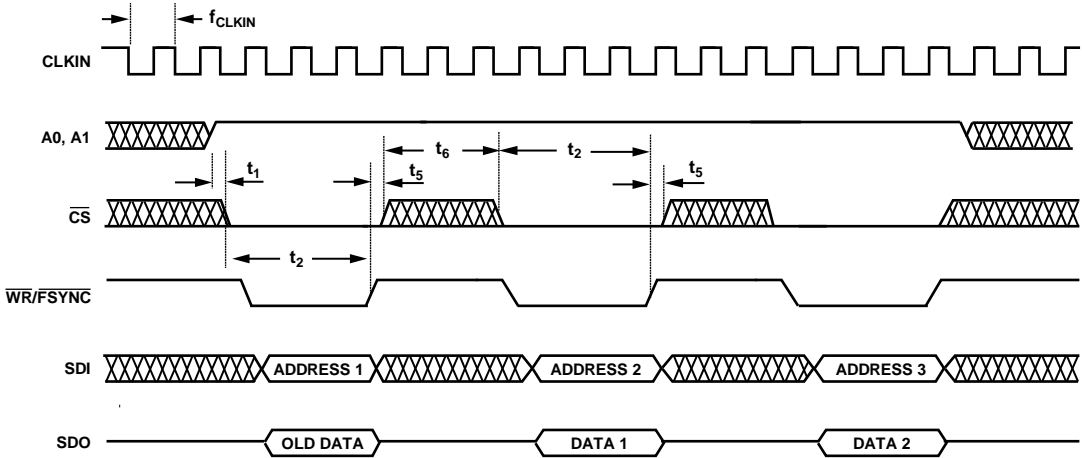 fCLKIN
CLKIN
A0, A1
t6
t2
t1
t5
t5
CS
t2
WR/FSYNC
SDI
ADDRESS 1
ADDRESS 2
ADDRESS 3
SDO
OLD DATA
DATA 1
DATA 2